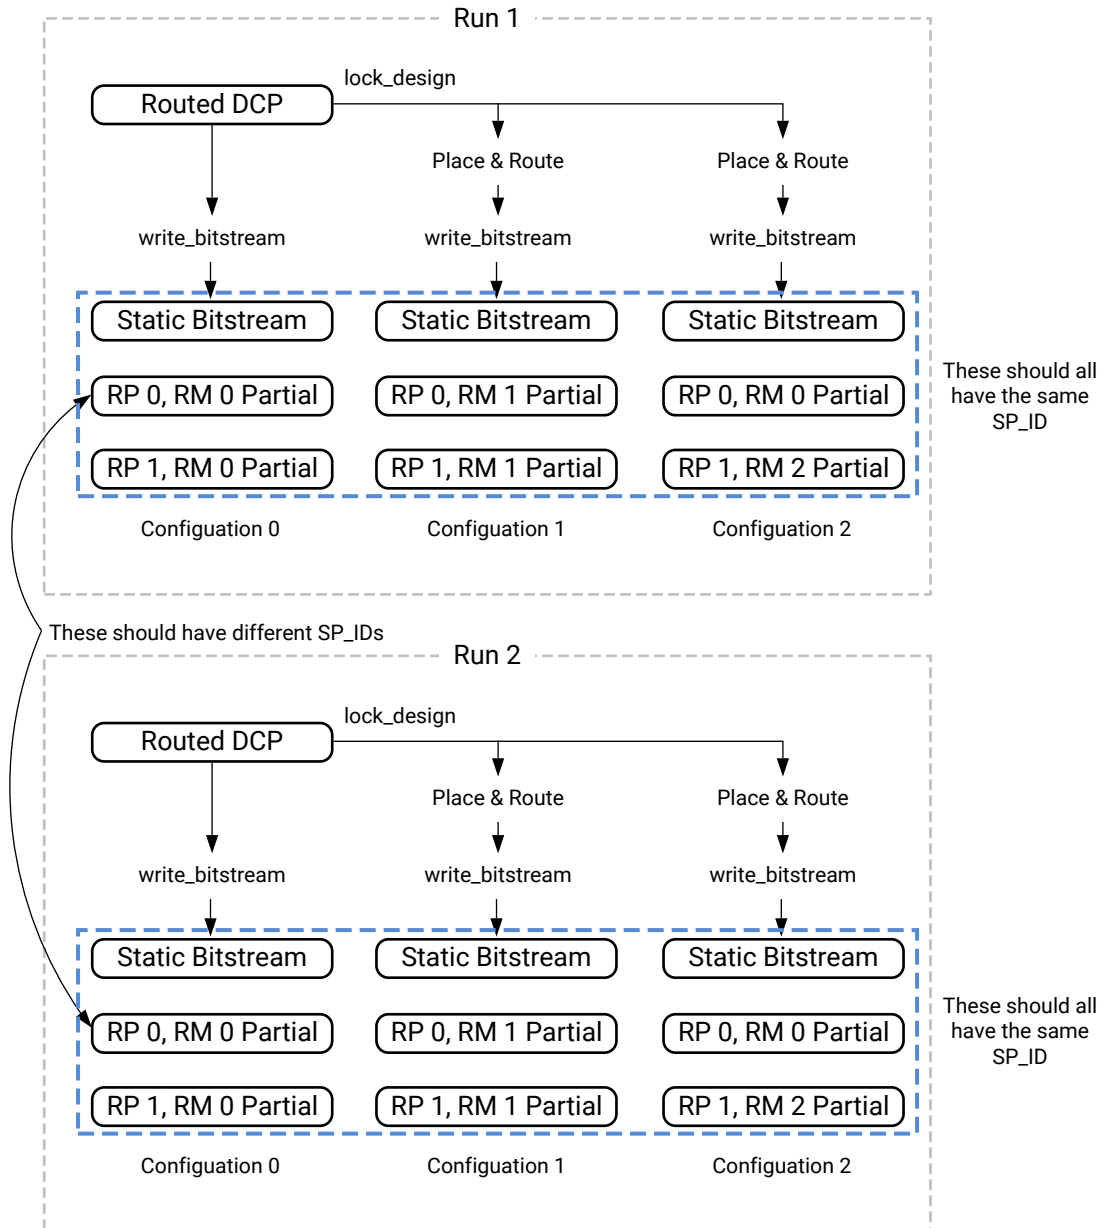 Run 1
lock_design
Routed DCP
Place & Route
Place & Route
write_bitstream
write_bitstream
write_bitstream
Static Bitstream
Static Bitstream
Static Bitstream
RP 0, RM 0 Partial
RP 0, RM 1 Partial
RP 0, RM 0 Partial
These should all
have the same
SP_ID
RP 1, RM 0 Partial
RP 1, RM 1 Partial
RP 1, RM 2 Partial
Configuation 0
Configuation 1
Configuation 2
These should have different SP_IDs
Run 2
lock_design
Routed DCP
Place & Route
Place & Route
write_bitstream
write_bitstream
write_bitstream
Static Bitstream
Static Bitstream
Static Bitstream
RP 0, RM 0 Partial
RP 0, RM 1 Partial
RP 0, RM 0 Partial
These should all
have the same
SP_ID
RP 1, RM 0 Partial
RP 1, RM 1 Partial
RP 1, RM 2 Partial
Configuation 0
Configuation 1
Configuation 2